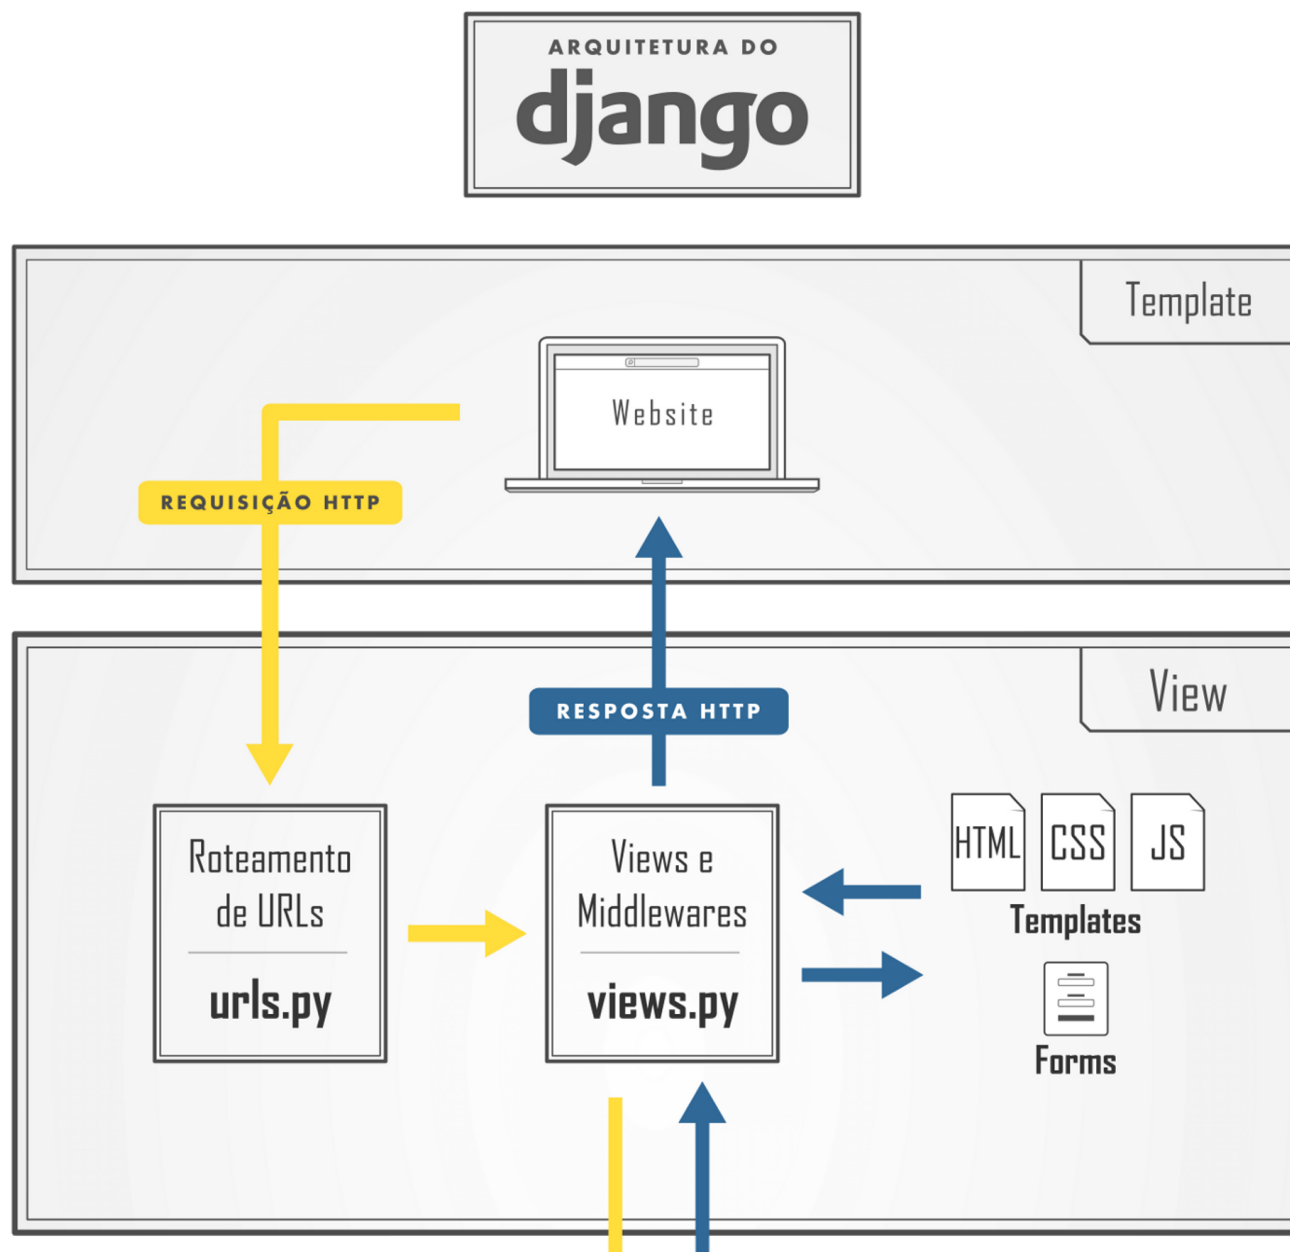 ARQUITETURA DO
django
Template
Website
REQUISIÇÃO HTTP
View
RESPOSTA HTTP
Roteamento
de URLs
urls.py
Views e
Middlewares
views.py
HTML CSS JS
Templates
Forms